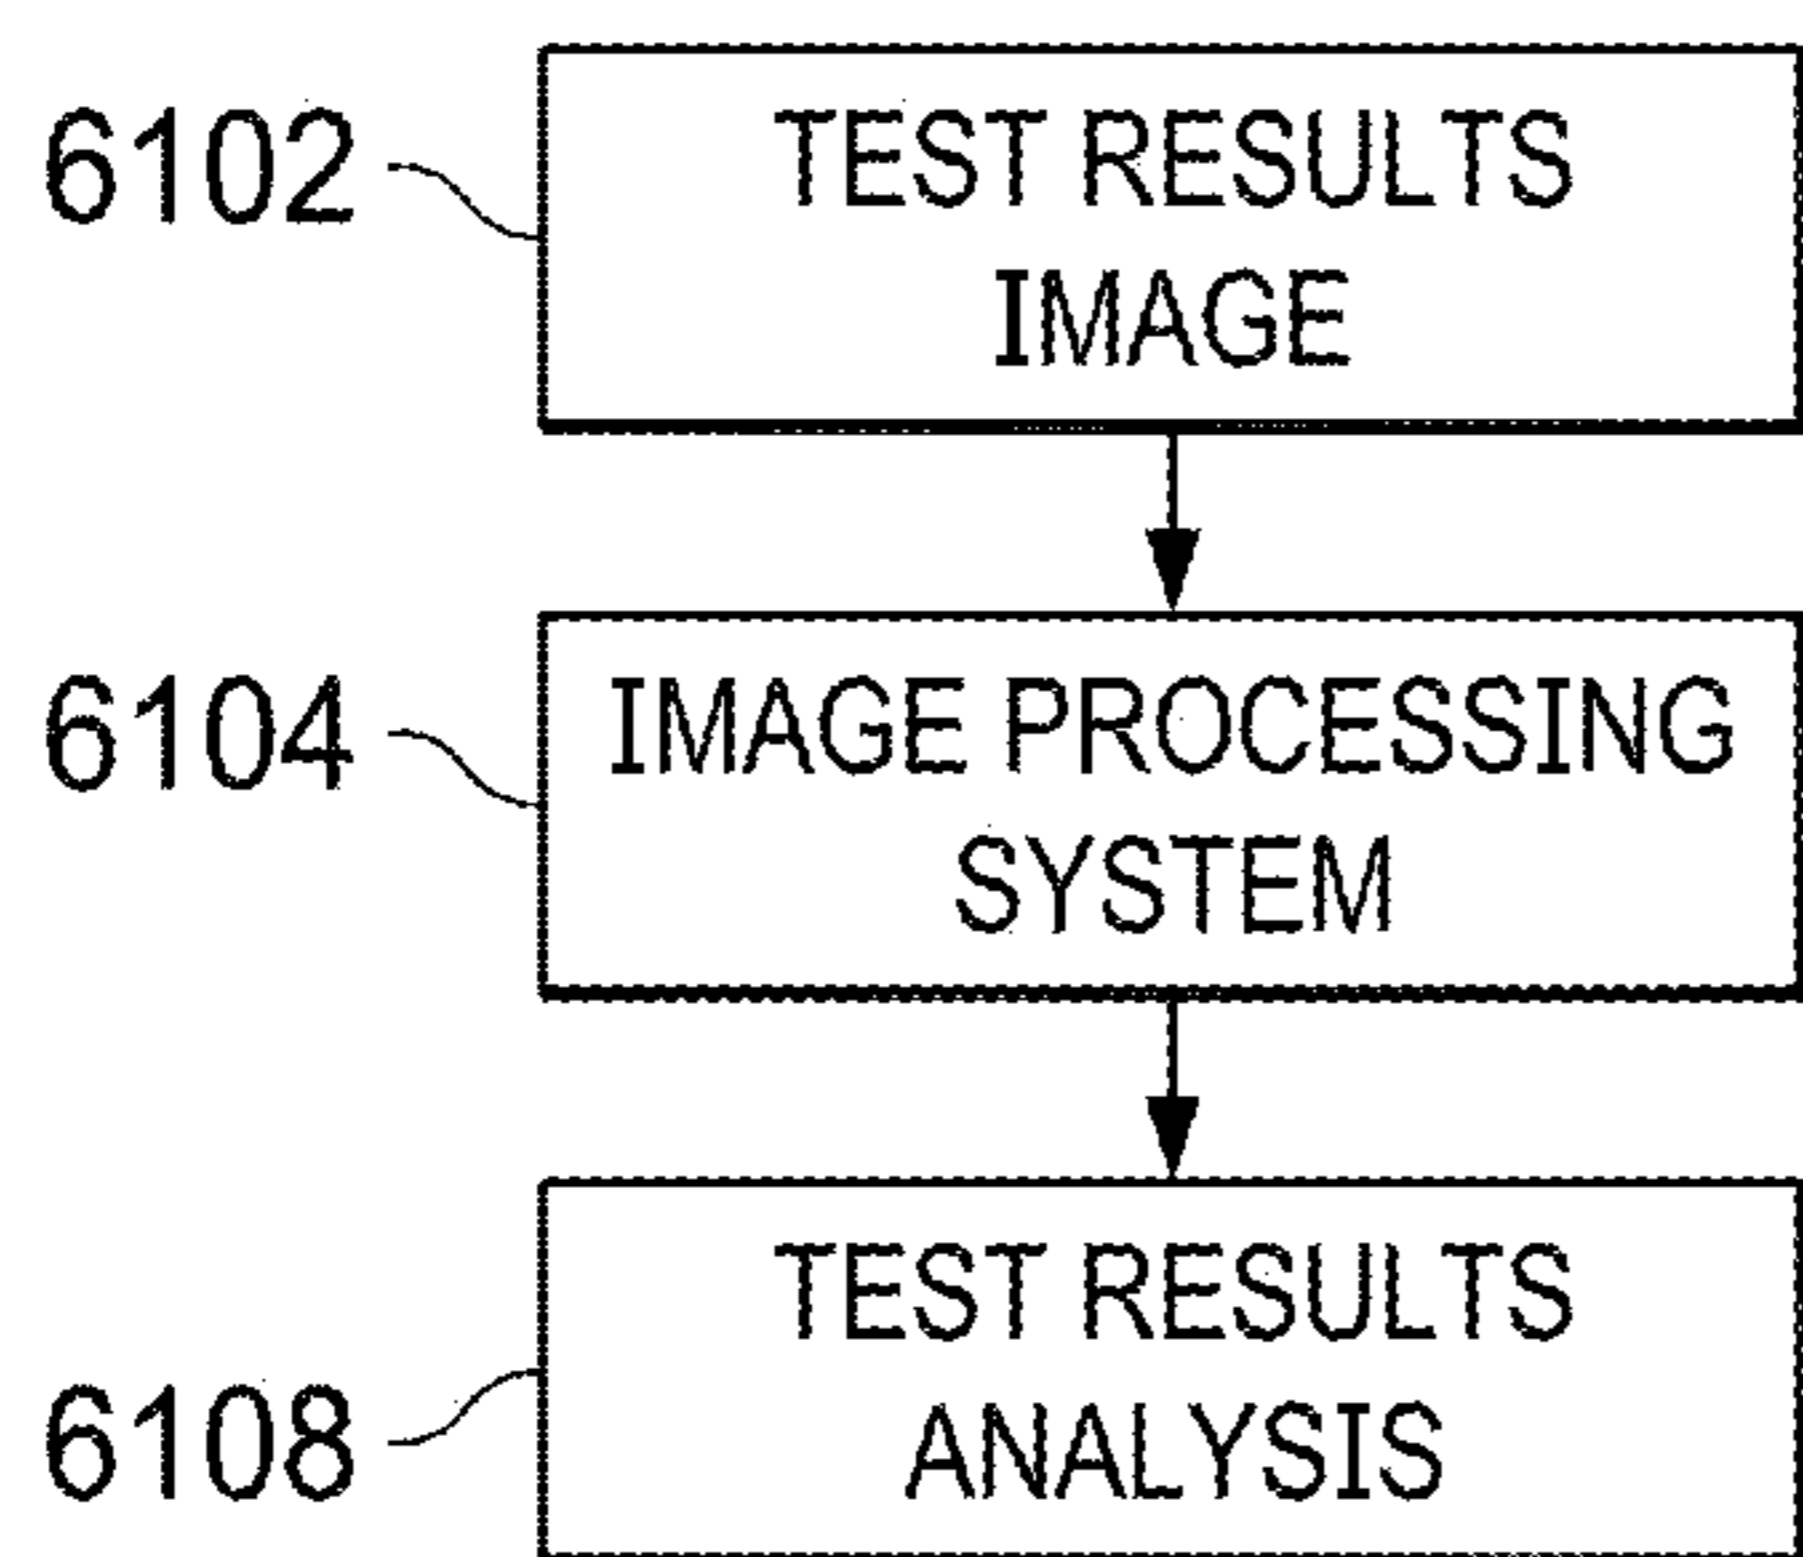 6102
TEST RESULTS
IMAGE
6104
IMAGE PROCESSING
SYSTEM
6108
TEST RESULTS
ANALYSIS